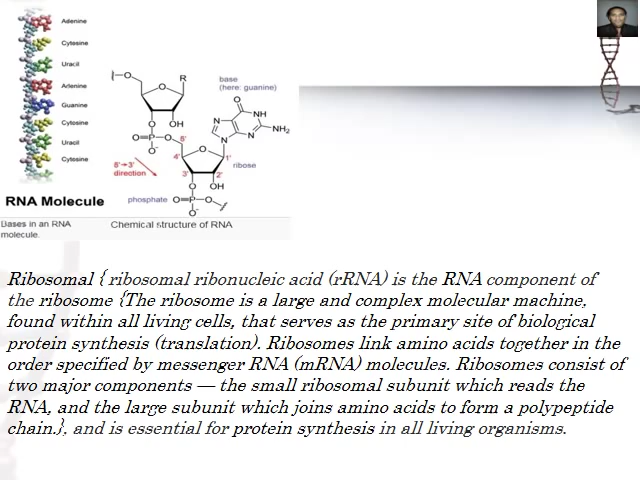 Adenine
Cytosine
Uracil
Adenine
Guanine
Cytosine
Uracil
Cytosine
RNA Molecule
Bases in an RNA
molecule.
base
(here: guanine)
O
R
O
O
OH
O=P—O
O⁻
5'
4'
3'
2'
1'
O
N
NH
N
N
NH₂
O
ribose
5'→3'
direction
O
OH
phosphate
O=P—O
O⁻
Chemical structure of RNA
Ribosomal { ribosomal ribonucleic acid (rRNA) is the RNA component of
the ribosome {The ribosome is a large and complex molecular machine,
found within all living cells, that serves as the primary site of biological
protein synthesis (translation). Ribosomes link amino acids together in the
order specified by messenger RNA (mRNA) molecules. Ribosomes consist of
two major components — the small ribosomal subunit which reads the
RNA, and the large subunit which joins amino acids to form a polypeptide
chain.}, and is essential for protein synthesis in all living organisms.